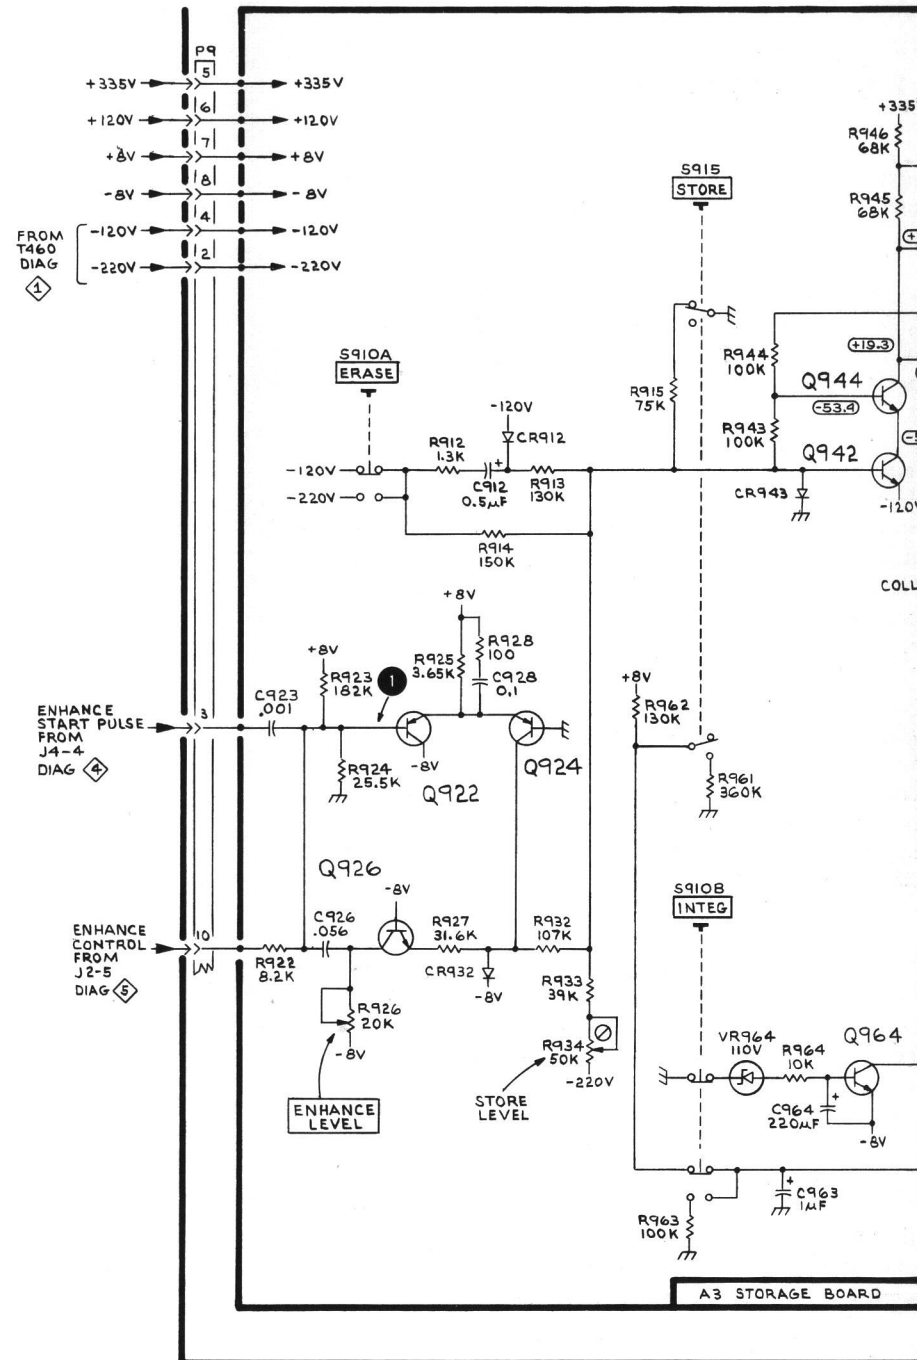 P9
+335V 5 +335V
+120V 6 +120V
+8V 7 +8V
-8V 8 -8V
-120V 4 -120V
-220V 2 -220V
FROM
T460
DIAG
1
S910A
ERASE
-120V
-220V
R912
1.3K
C912
0.5μF
+
-120V
CR912
R913
130K
R914
150K
S915
STORE
R915
75K
+335
R946
68K
R945
68K
R944
100K
+19.3
Q944
-53.4
R943
100K
Q942
CR943
-120V
COLL
ENHANCE
START PULSE
FROM
J4-4
DIAG 4
3
C923
.001
+8V
R923
182K
1
R924
25.5K
+8V
R925
3.65K
R928
100
C928
0.1
-8V
Q922
Q924
+8V
R962
130K
R961
360K
ENHANCE
CONTROL
FROM
J2-5
DIAG 5
10
R922
8.2K
C926
.056
Q926
-8V
R927
31.6K
CR932
-8V
R932
107K
R933
39K
R934
50K
-220V
STORE
LEVEL
R926
20K
-8V
ENHANCE
LEVEL
S910B
INTEG
VR964
110V
R964
10K
Q964
C964
220μF
+
-8V
C963
1μF
+
R963
100K
A3 STORAGE BOARD